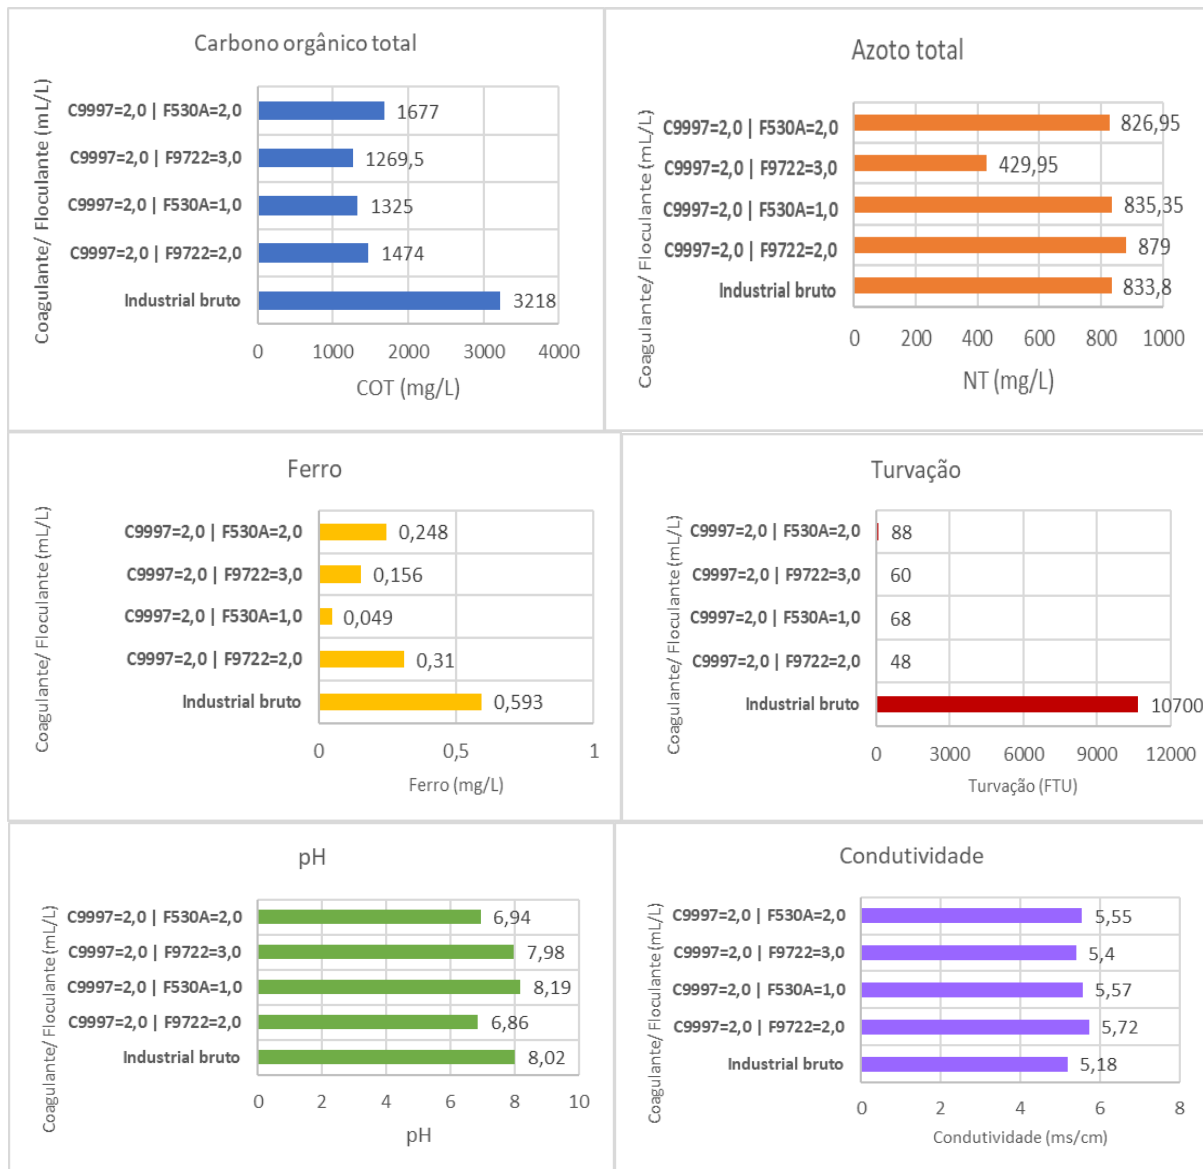 Carbono orgânico total
Coagulante/ Floculante (mL/L)
C9997=2,0 | F530A=2,0
1677
C9997=2,0 | F9722=3,0
1269,5
C9997=2,0 | F530A=1,0
1325
C9997=2,0 | F9722=2,0
1474
Industrial bruto
3218
0 1000 2000 3000 4000
COT (mg/L)
Azoto total
Coagulante/ Floculante (mL/L)
C9997=2,0 | F530A=2,0
826,95
C9997=2,0 | F9722=3,0
429,95
C9997=2,0 | F530A=1,0
835,35
C9997=2,0 | F9722=2,0
879
Industrial bruto
833,8
0 200 400 600 800 1000
NT (mg/L)
Ferro
Coagulante/ Floculante (mL/L)
C9997=2,0 | F530A=2,0
0,248
C9997=2,0 | F9722=3,0
0,156
C9997=2,0 | F530A=1,0
0,049
C9997=2,0 | F9722=2,0
0,31
Industrial bruto
0,593
0 0,5 1
Ferro (mg/L)
Turvação
Coagulante/ Floculante (mL/L)
C9997=2,0 | F530A=2,0
88
C9997=2,0 | F9722=3,0
60
C9997=2,0 | F530A=1,0
68
C9997=2,0 | F9722=2,0
48
Industrial bruto
10700
0 3000 6000 9000 12000
Turvação (FTU)
pH
Coagulante/ Floculante (mL/L)
C9997=2,0 | F530A=2,0
6,94
C9997=2,0 | F9722=3,0
7,98
C9997=2,0 | F530A=1,0
8,19
C9997=2,0 | F9722=2,0
6,86
Industrial bruto
8,02
0 2 4 6 8 10
pH
Condutividade
Coagulante/ Floculante (mL/L)
C9997=2,0 | F530A=2,0
5,55
C9997=2,0 | F9722=3,0
5,4
C9997=2,0 | F530A=1,0
5,57
C9997=2,0 | F9722=2,0
5,72
Industrial bruto
5,18
0 2 4 6 8
Condutividade (ms/cm)